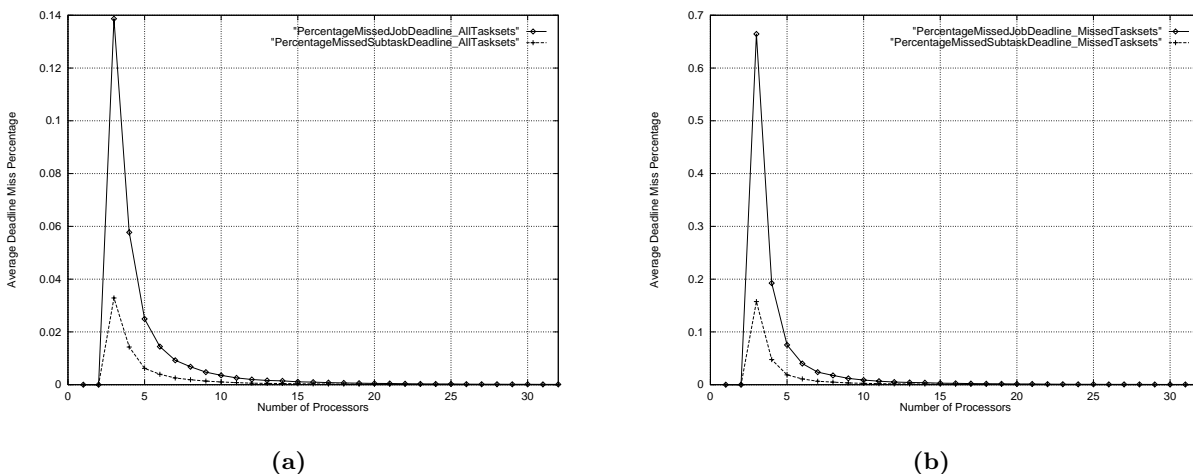 "PercentageMissedJobDeadline_AllTasksets"
"PercentageMissedSubtaskDeadline_AllTasksets"
0.14
0.12
0.1
0.08
0.06
0.04
0.02
0
Average Deadline Miss Percentage
0 5 10 15 20 25 30
Number of Processors
(a)
"PercentageMissedJobDeadline_MissedTasksets"
"PercentageMissedSubtaskDeadline_MissedTasksets"
0.7
0.6
0.5
0.4
0.3
0.2
0.1
0
Average Deadline Miss Percentage
0 5 10 15 20 25 30
Number of Processors
(b)